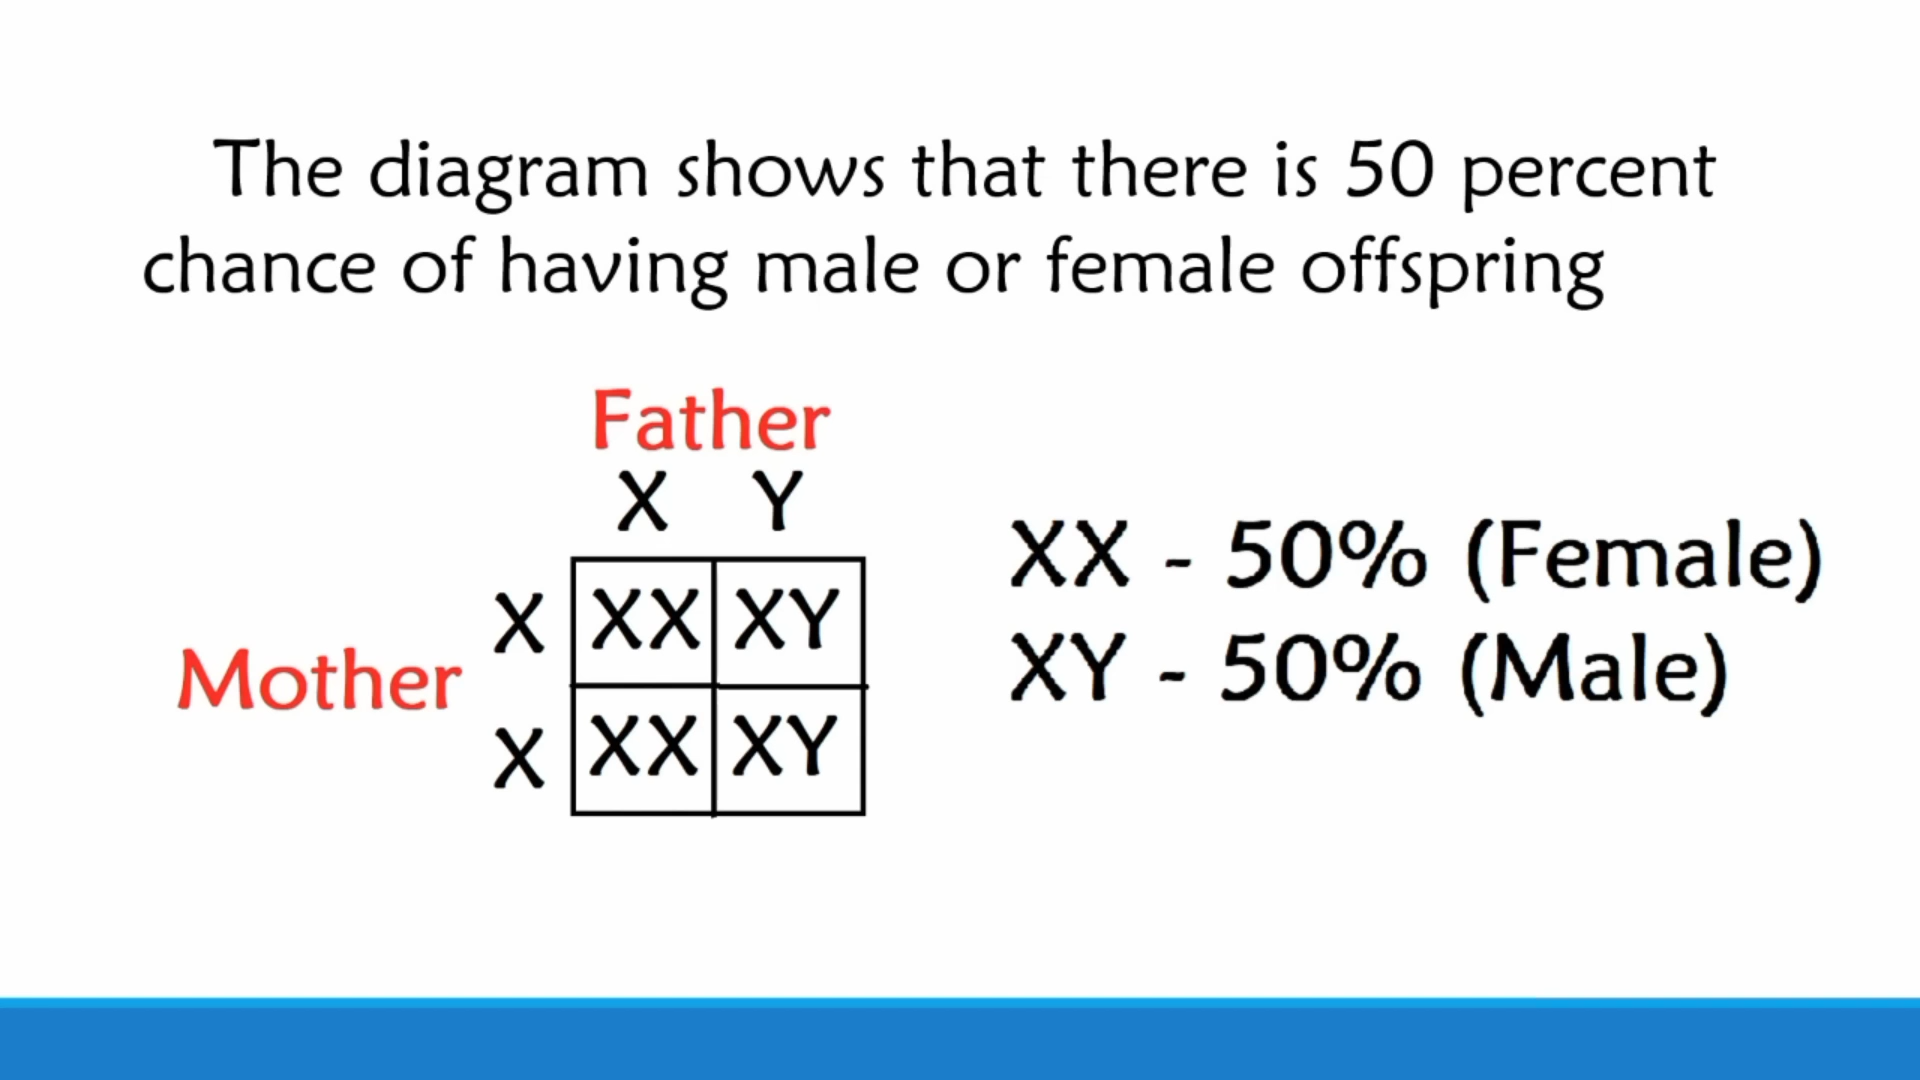 The diagram shows that there is 50 percent
chance of having male or female offspring
Father
X Y
Mother
X XX XY
X XX XY
XX - 50% (Female)
XY - 50% (Male)